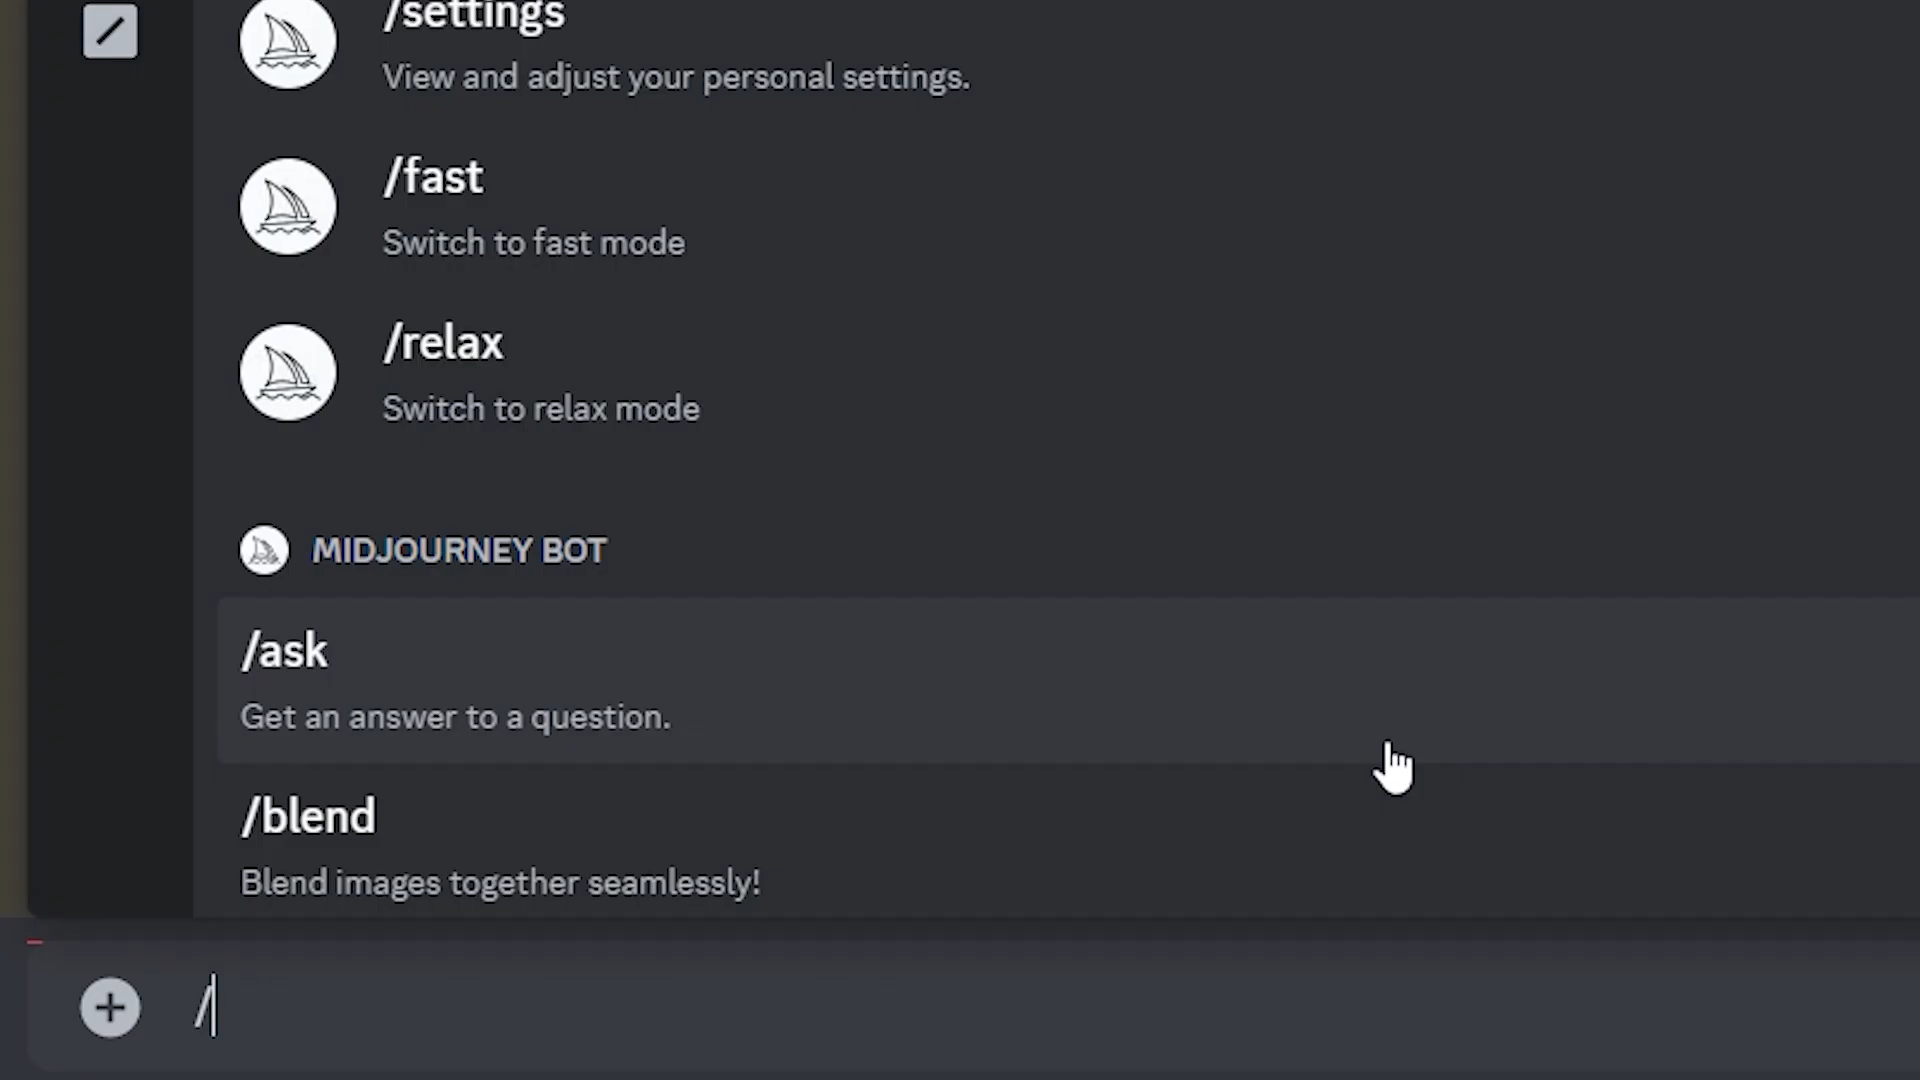 /settings
View and adjust your personal settings.
/fast
Switch to fast mode
/relax
Switch to relax mode
MIDJOURNEY BOT
/ask
Get an answer to a question.
/blend
Blend images together seamlessly!
/